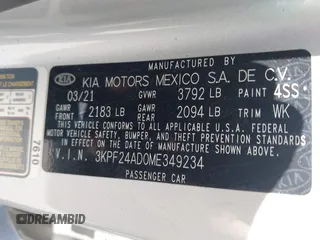 KIA
KIA MOTORS MEXICO S.A. DE C.V.
03/21 GVWR 3792 LB PAINT 4SS
GAWR FRONT 2183 LB GAWR REAR 2094 LB TRIM WK
THIS VEHICLE CONFORMS TO ALL APPLICABLE U.S. FEDERAL MOTOR VEHICLE SAFETY, BUMPER, AND THEFT PREVENTION STANDARDS IN EFFECT ON THE DATE OF MANUFACTURE SHOWN ABOVE.
V.I.N. 3KPF24AD0ME349234
PASSENGER CAR
7610
DREAMBID